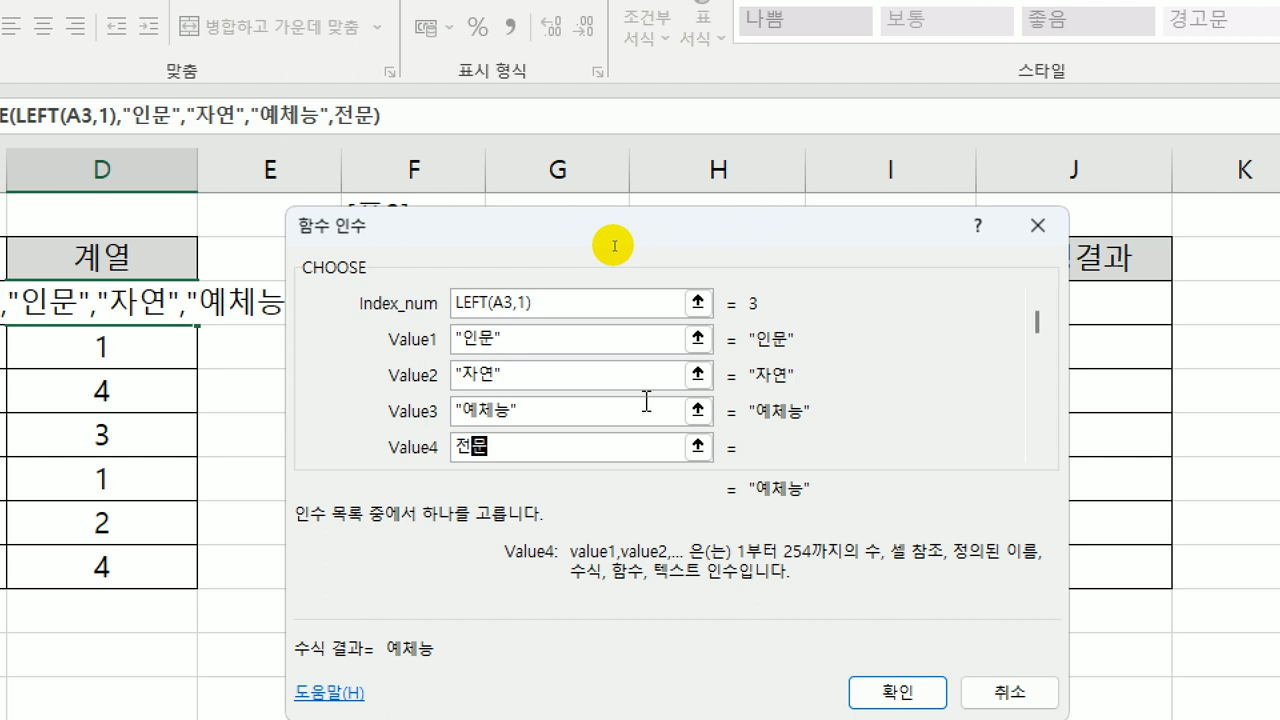 병합하고 가운데 맞춤
%
조건부 표
서식 서식
나쁨 보통 좋음 경고문
맞춤 표시 형식 스타일
E(LEFT(A3,1),"인문","자연","예체능",전문)
D E F G H I J K
계열
결과
,"인문","자연","예체능
1
4
3
1
2
4
함수 인수 ?
CHOOSE
Index_num LEFT(A3,1) = 3
Value1 "인문" = "인문"
Value2 "자연" = "자연"
Value3 "예체능" = "예체능"
Value4 전문 =
= "예체능"
인수 목록 중에서 하나를 고릅니다.
Value4: value1,value2,... 은(는) 1부터 254까지의 수, 셀 참조, 정의된 이름,
수식, 함수, 텍스트 인수입니다.
수식 결과= 예체능
도움말(H) 확인 취소